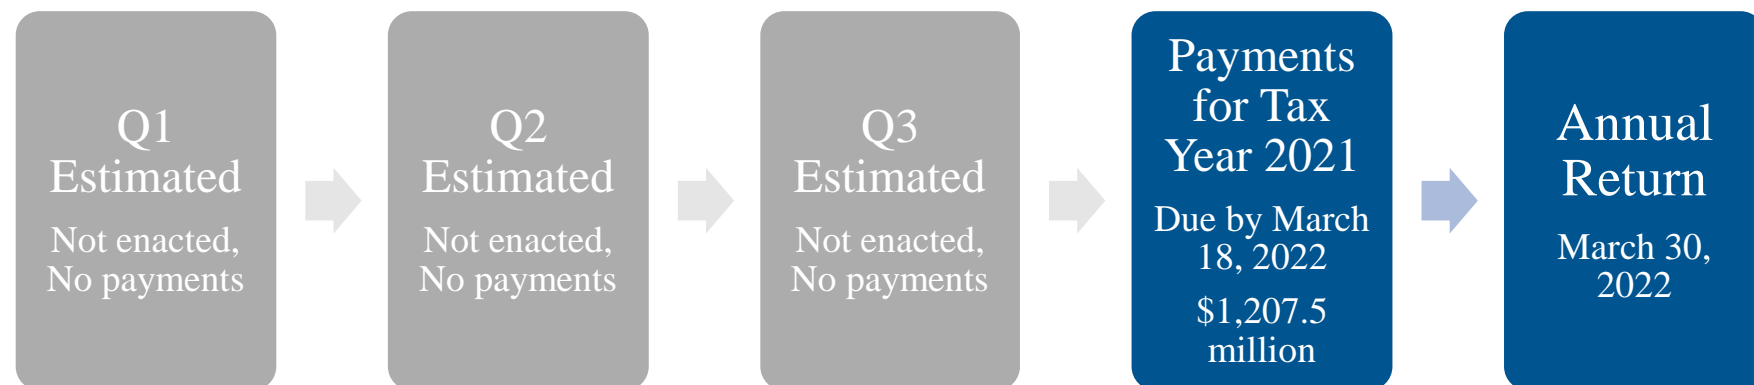 Q1
Estimated
Not enacted,
No payments
Q2
Estimated
Not enacted,
No payments
Q3
Estimated
Not enacted,
No payments
Payments
for Tax
Year 2021
Due by March
18, 2022
$1,207.5
million
Annual
Return
March 30,
2022